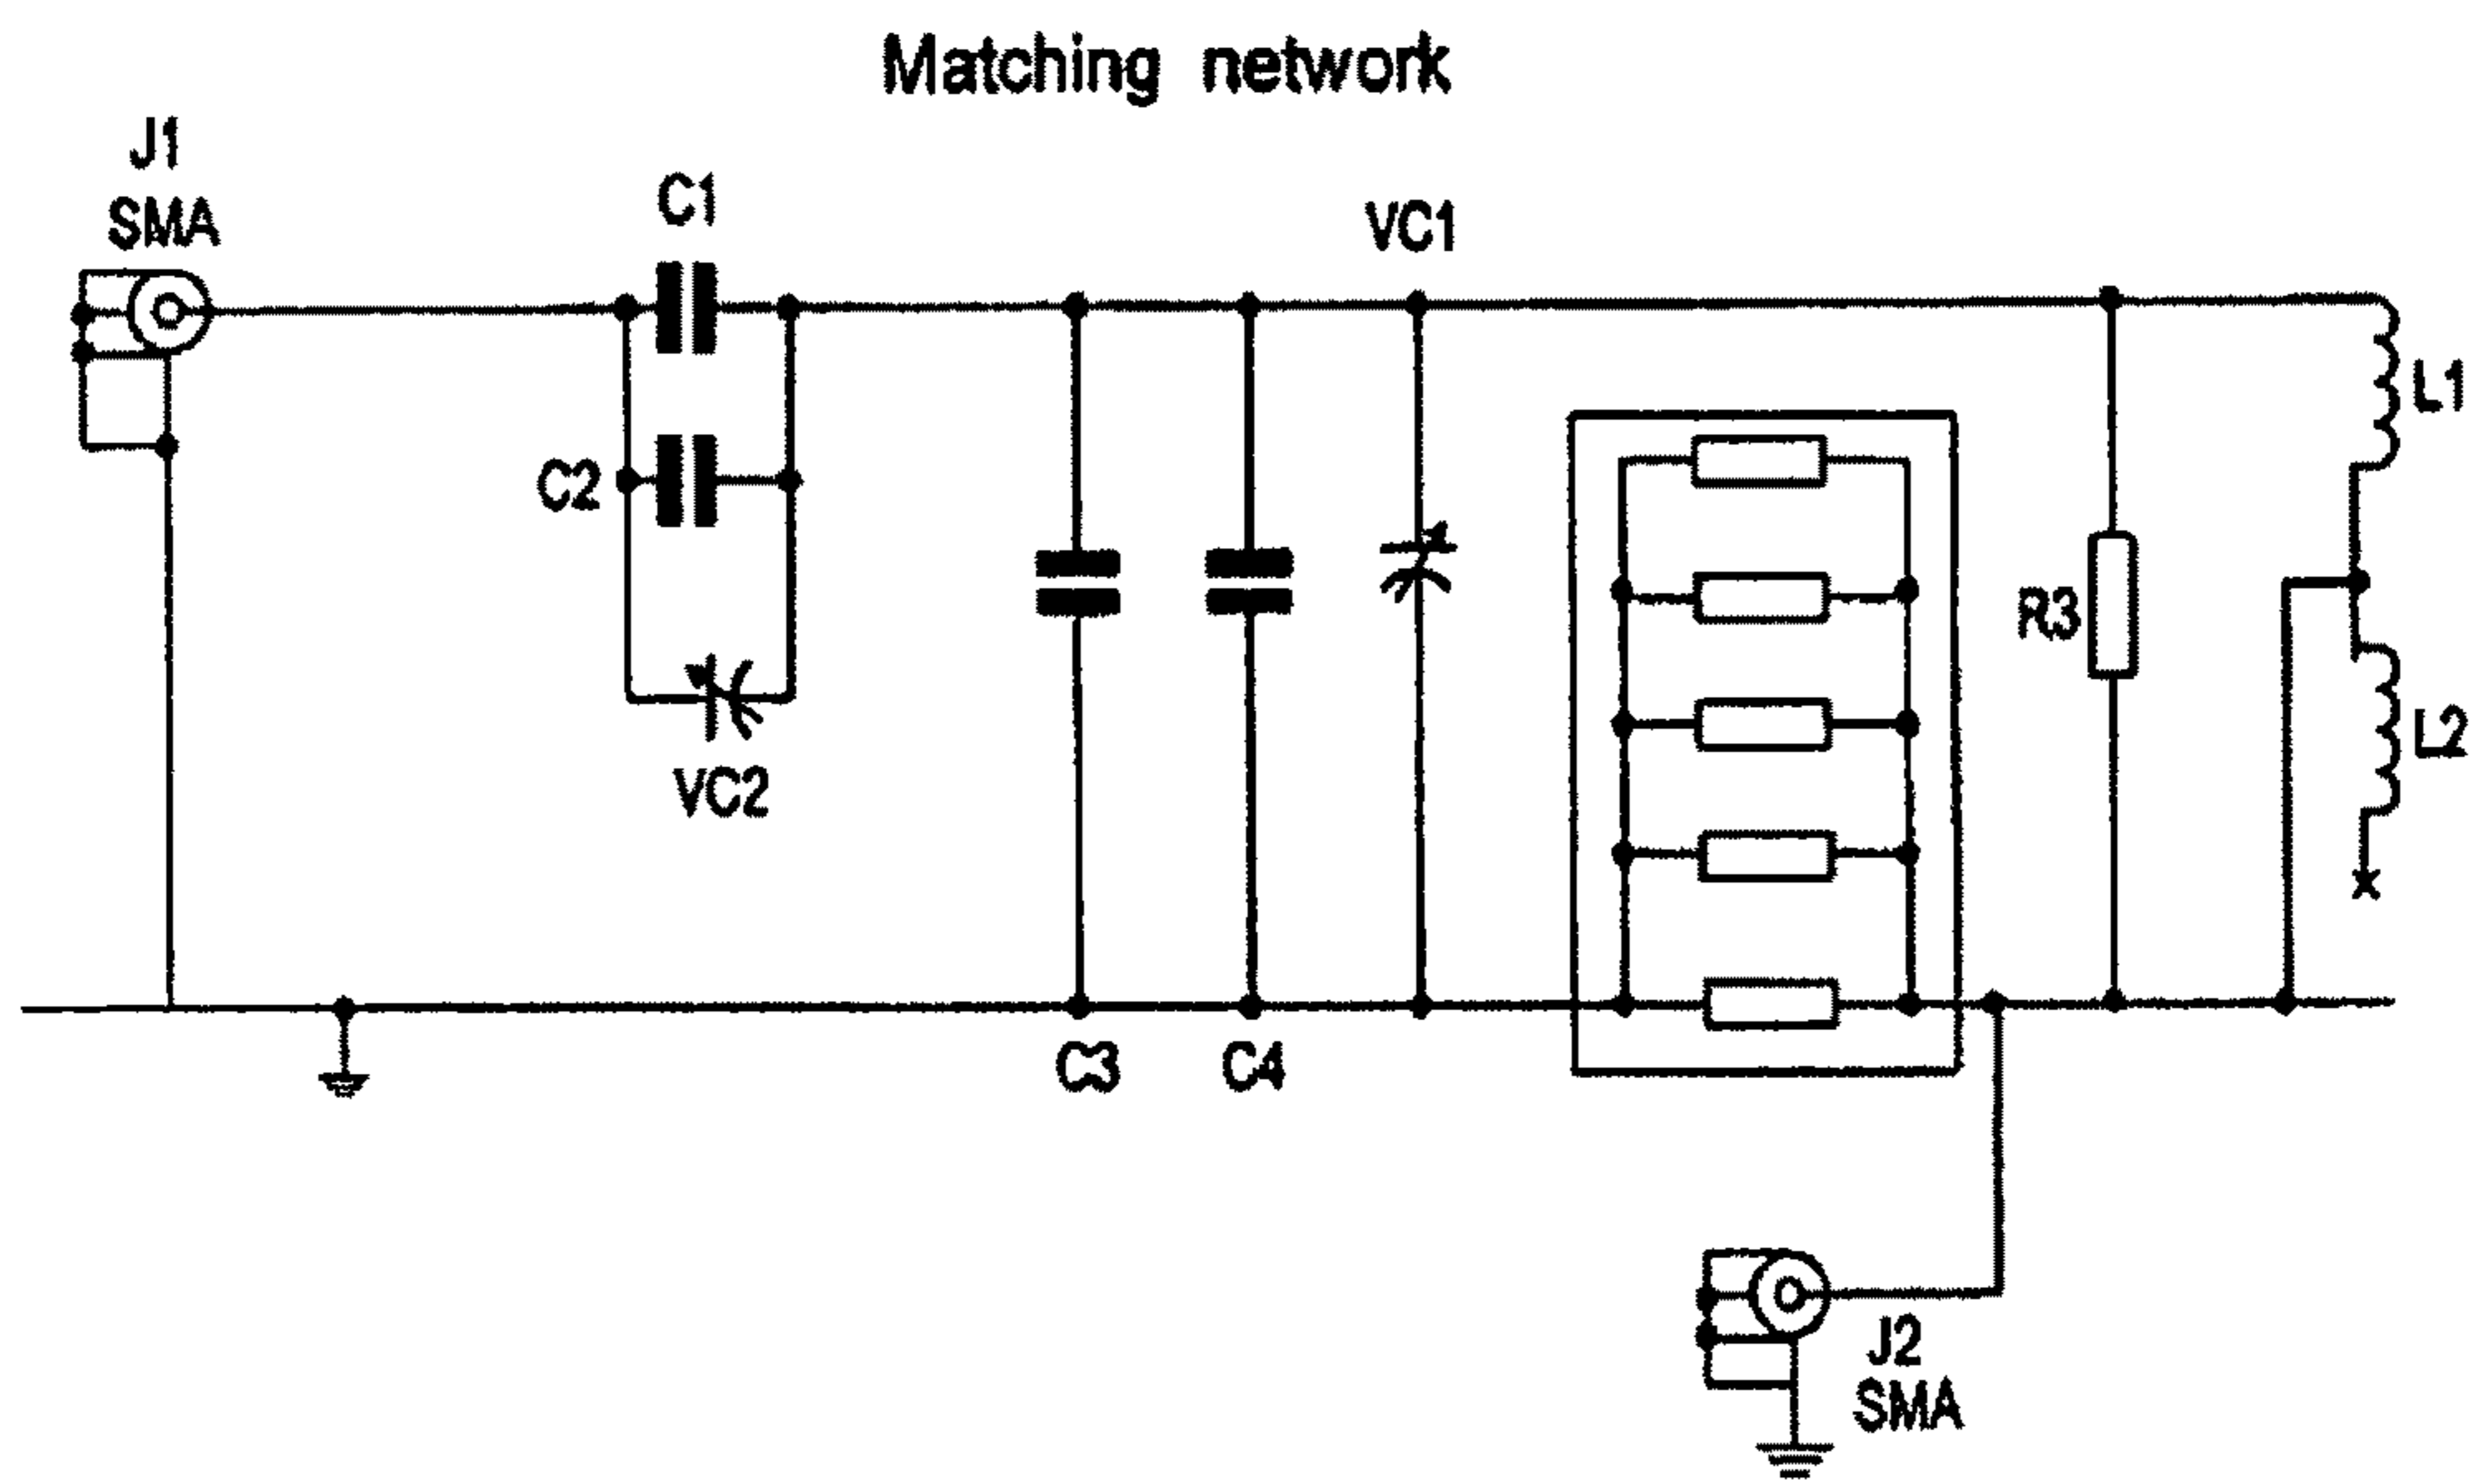 Matching network
J1
SMA
C1
VC1
C2
VC2
L1
R3
L2
C3
C4
J2
SMA